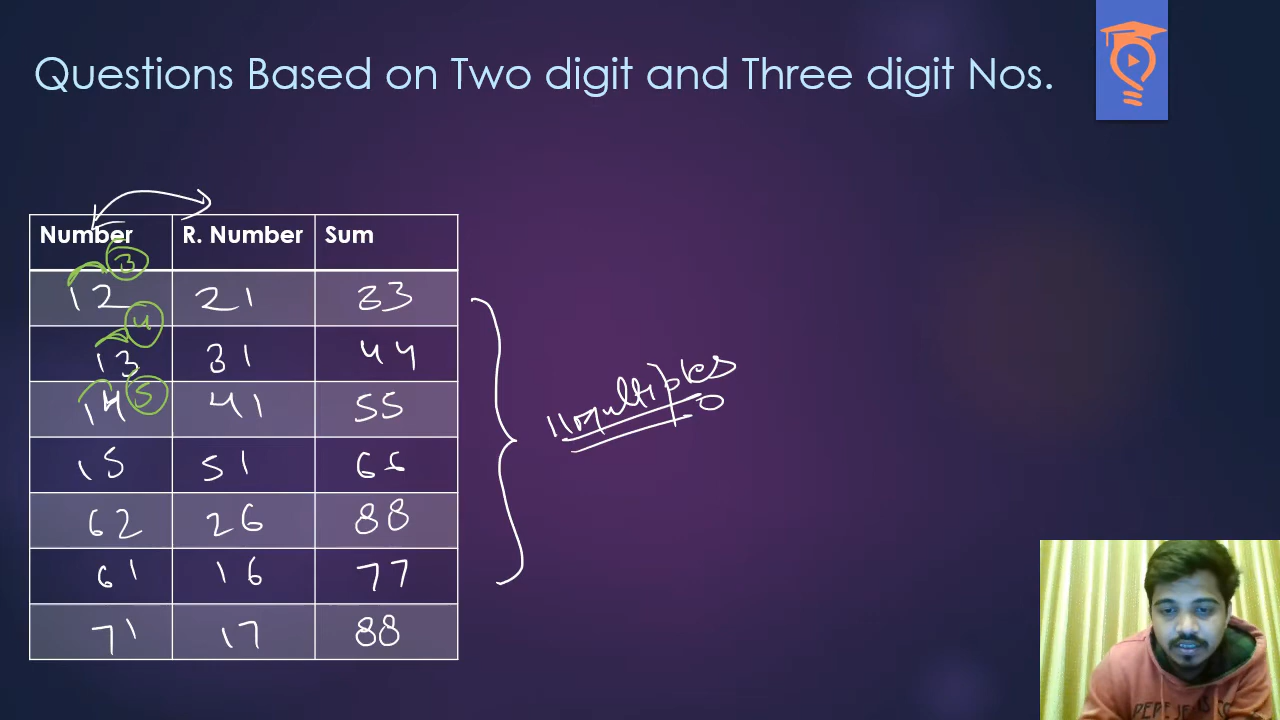 Questions Based on Two digit and Three digit Nos.
Number R. Number Sum
3
12 21 33
4
13 31 44
14 5 41 55
15 51 66
62 26 88
61 16 77
71 17 88
11 multiples